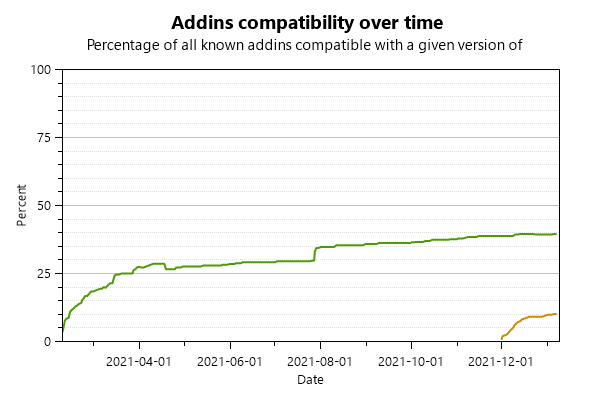 Addins compatibility over time
Percentage of all known addins compatible with a given version of
100
75
50
25
0
Percent
2021-04-01 2021-06-01 2021-08-01 2021-10-01 2021-12-01
Date